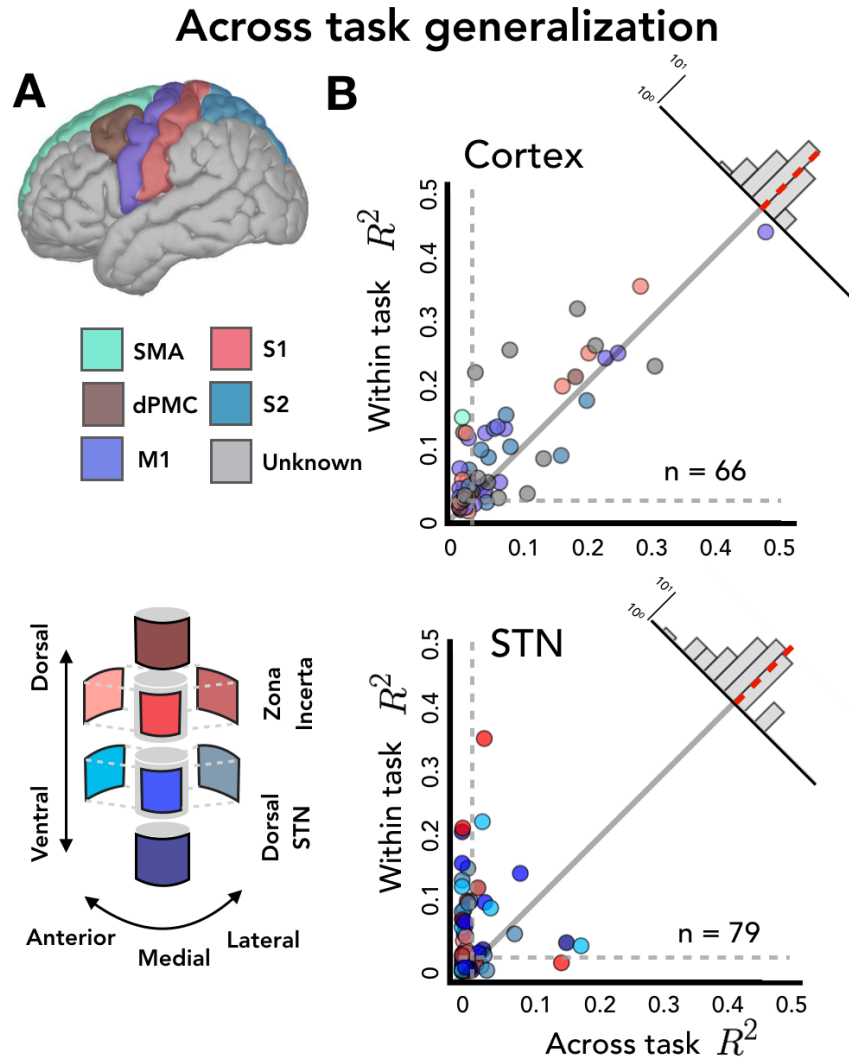 Across task generalization
A
B
Cortex
10¹
10⁰
SMA
S1
dPMC
S2
M1
Unknown
Within task R²
0.5
0.4
0.3
0.2
0.1
0
n = 66
0 0.1 0.2 0.3 0.4 0.5
Dorsal
Ventral
Zona
Incerta
Dorsal
STN
Anterior
Medial
Lateral
STN
10¹
10⁰
Within task R²
0.5
0.4
0.3
0.2
0.1
0
n = 79
0 0.1 0.2 0.3 0.4 0.5
Across task R²